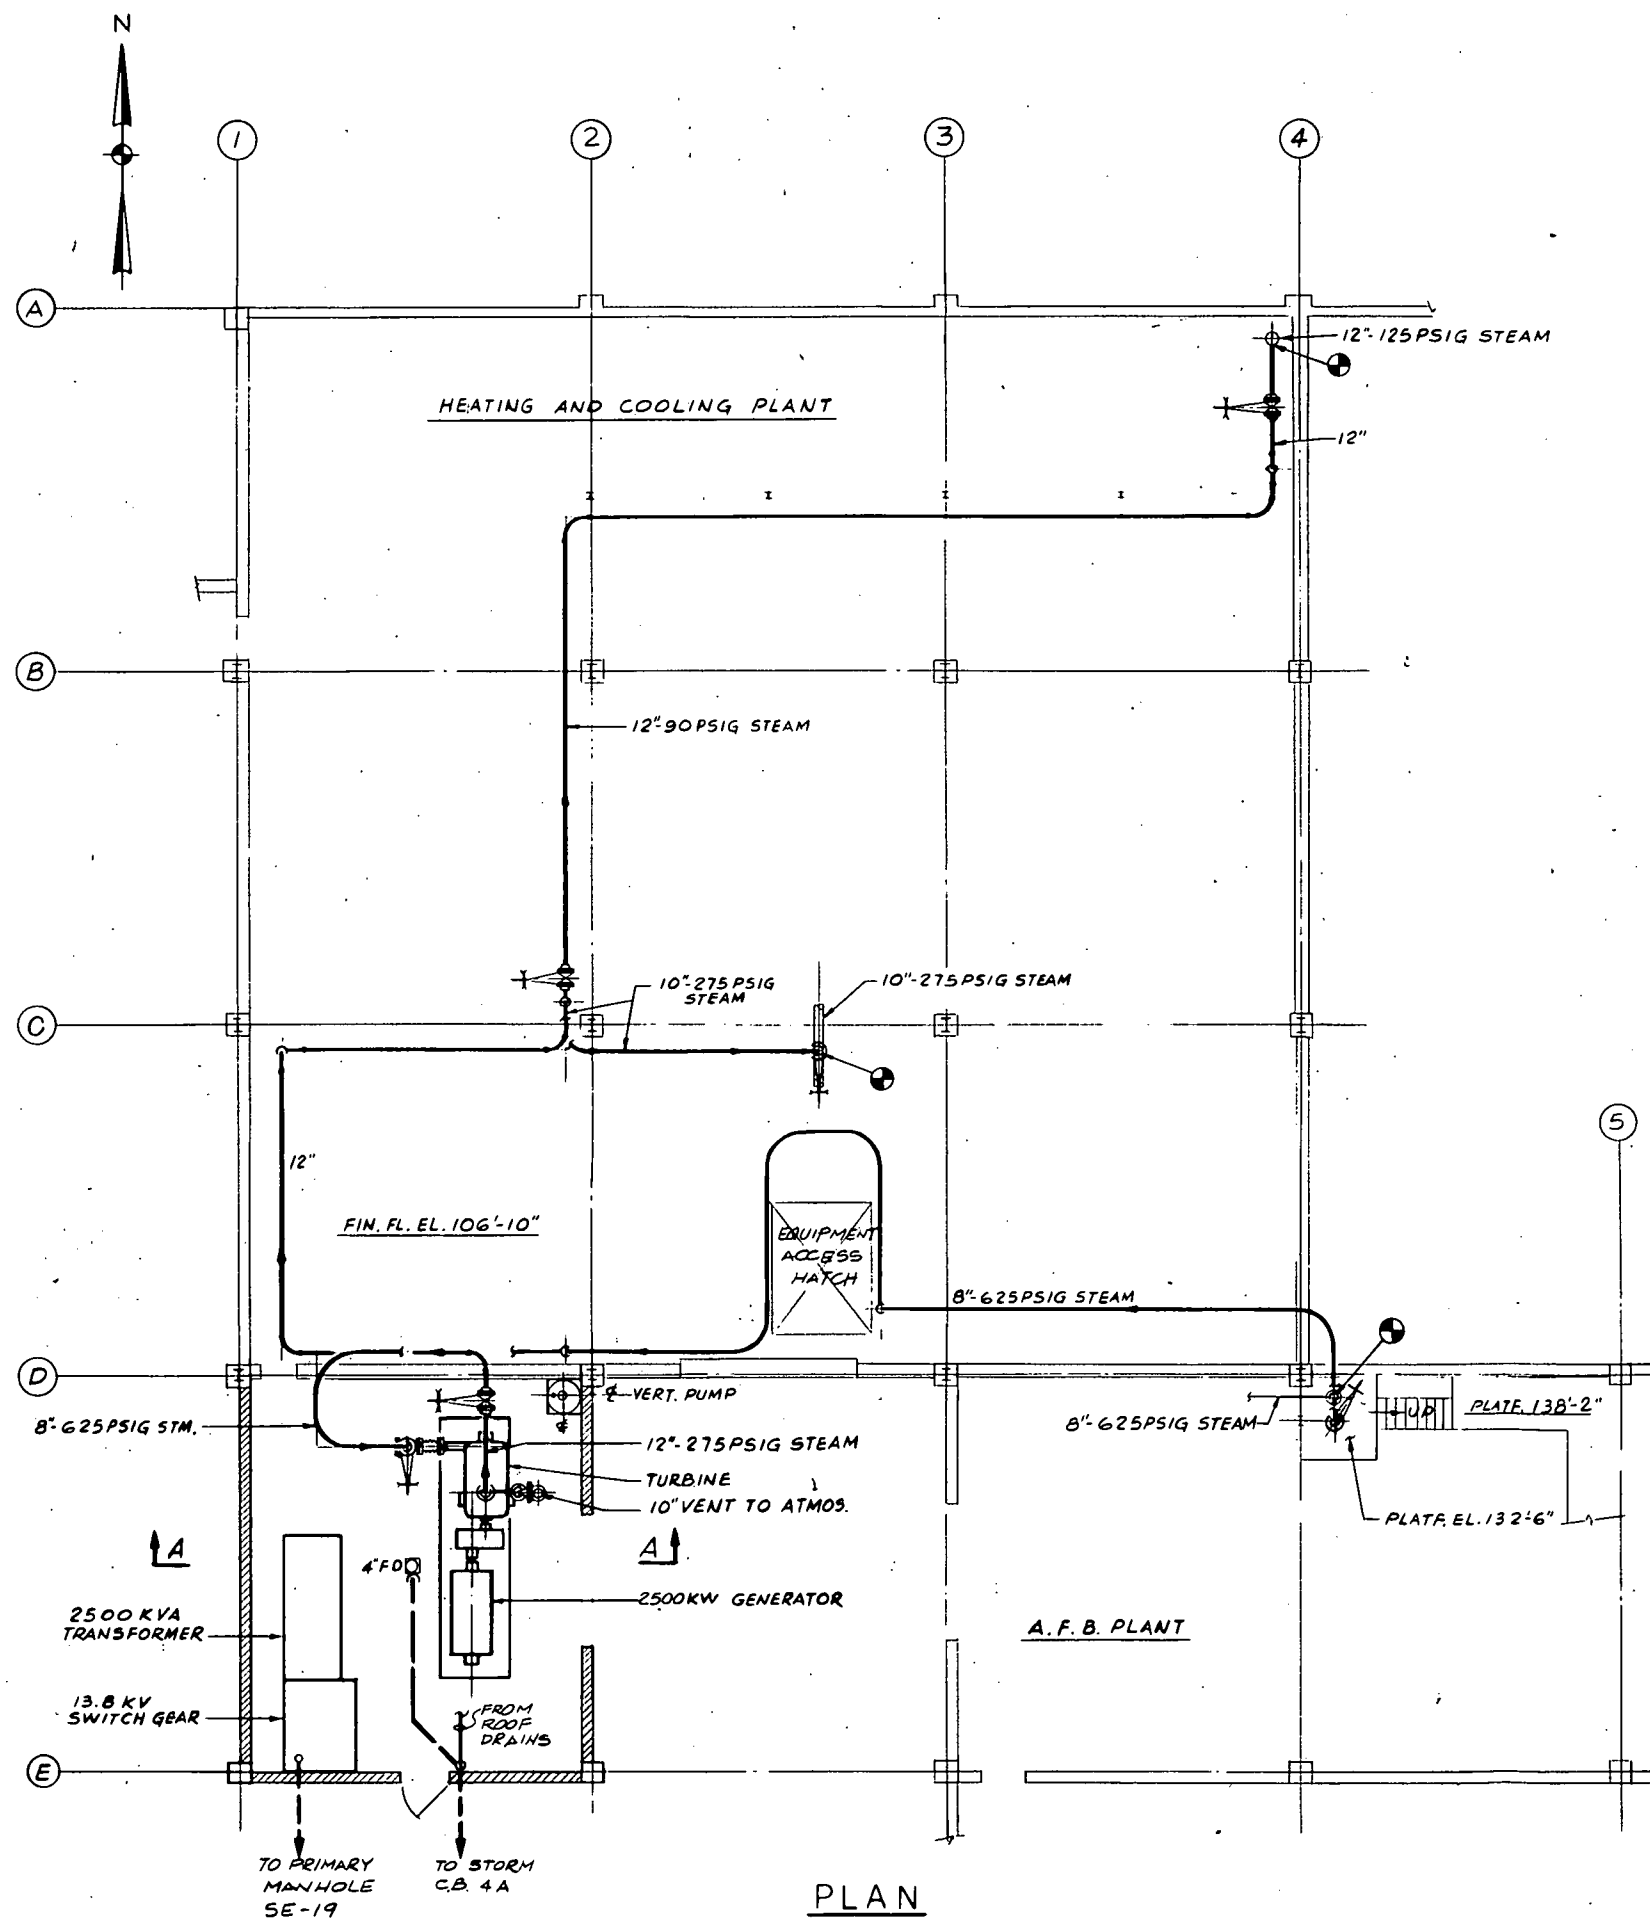 N
1
2
3
4
A
12"-125PSIG STEAM
HEATING AND COOLING PLANT
12"
B
12"-90PSIG STEAM
10"-275PSIG
STEAM
10"-275PSIG STEAM
C
5
12"
FIN. FL. EL. 106'-10"
EQUIPMENT
ACCESS
HATCH
8"-625PSIG STEAM
D
VERT. PUMP
8"-625PSIG STM.
8"-625PSIG STEAM
UP
PLATF. 138'-2"
12"-275PSIG STEAM
TURBINE
10" VENT TO ATMOS.
PLATF. EL. 132'-6"
A
A
4"FD
2500KW GENERATOR
2500 KVA
TRANSFORMER
A.F.B. PLANT
13.8 KV
SWITCH GEAR
FROM
ROOF
DRAINS
E
TO PRIMARY
MANHOLE
SE-19
TO STORM
C.B. 4A
PLAN